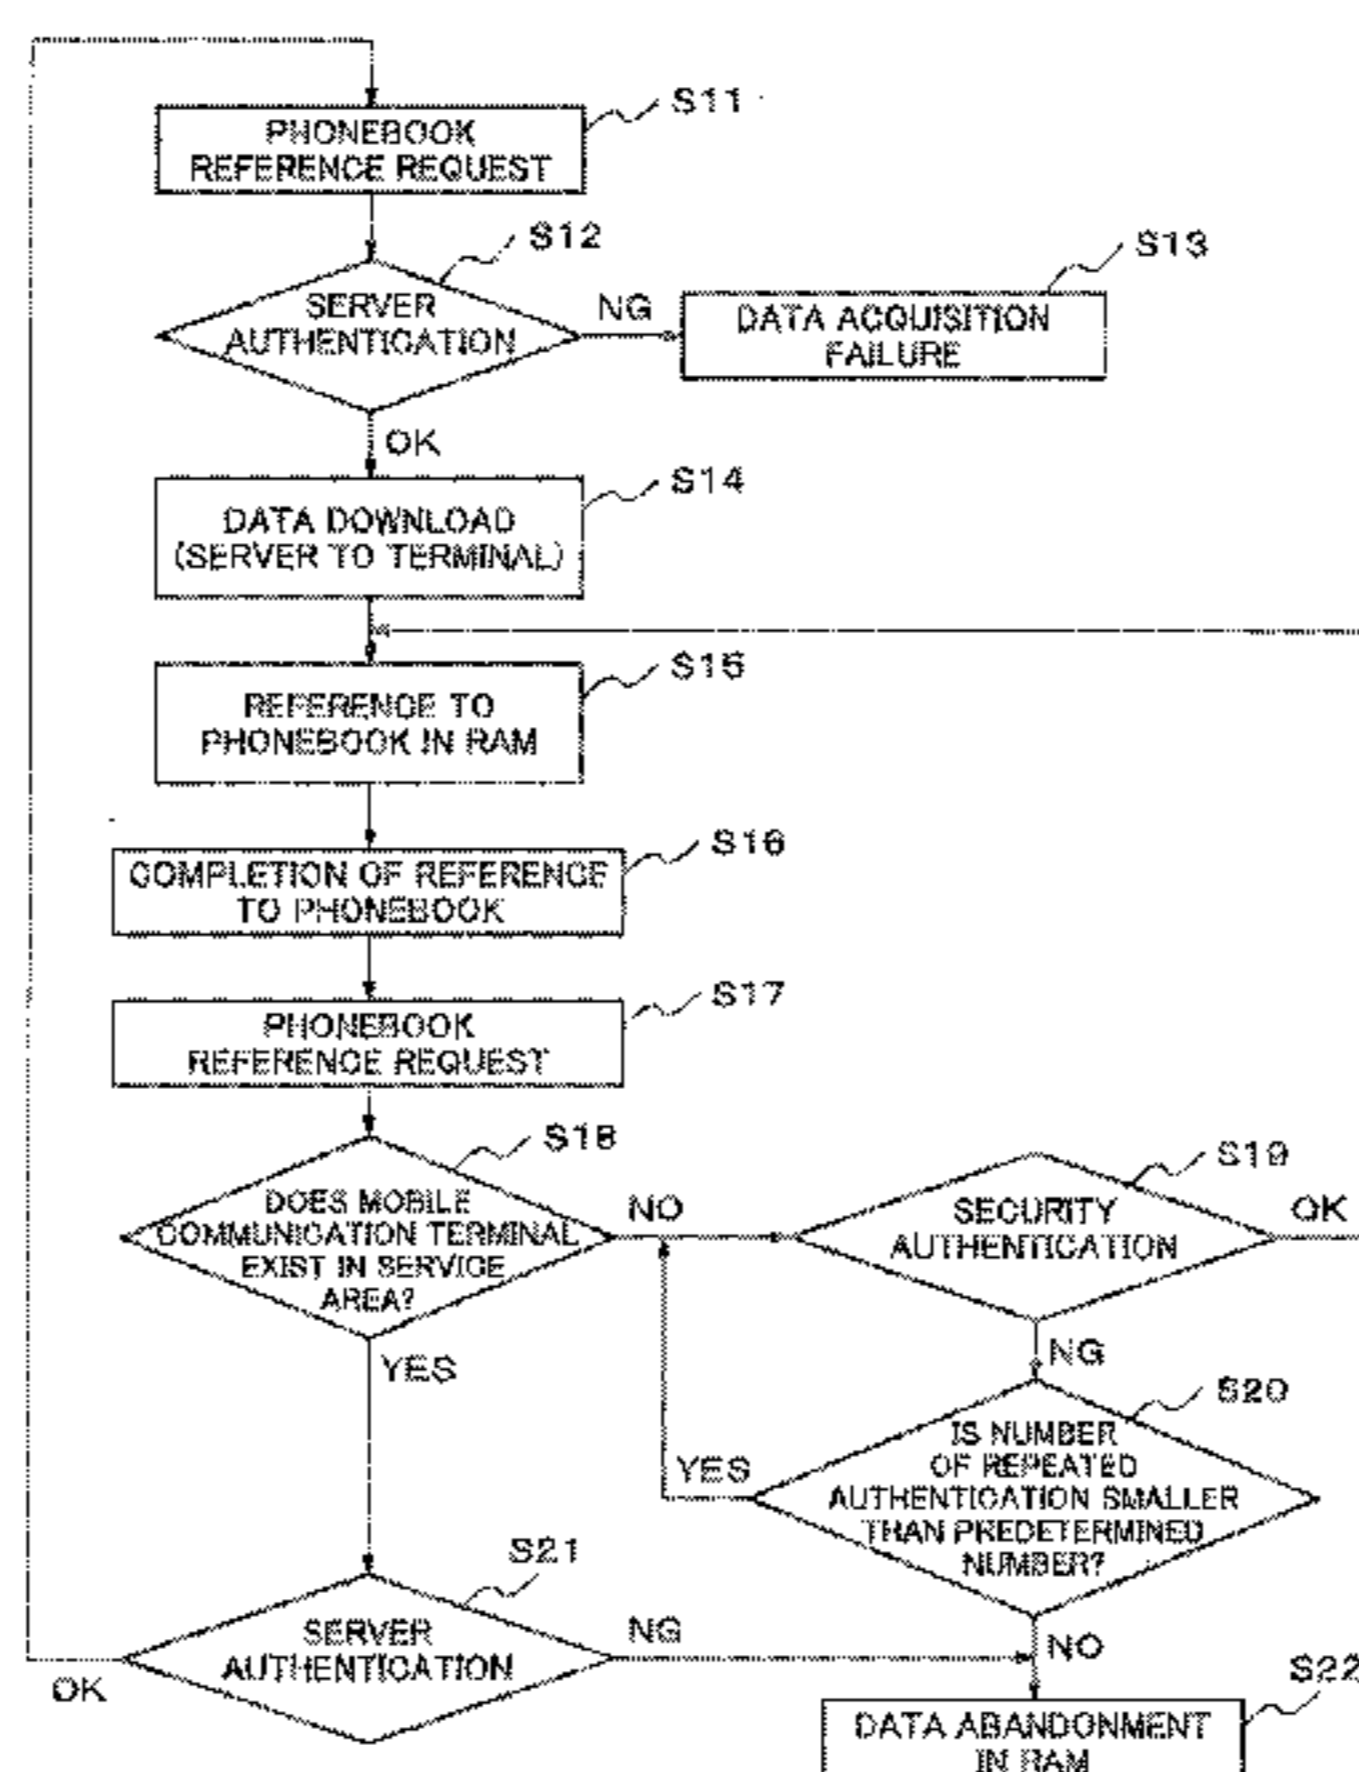 S11
PHONEBOOK
REFERENCE REQUEST
S12
SERVER
AUTHENTICATION
NG
S13
DATA ACQUISITION
FAILURE
OK
S14
DATA DOWNLOAD
(SERVER TO TERMINAL)
S15
REFERENCE TO
PHONEBOOK IN RAM
S16
COMPLETION OF REFERENCE
TO PHONEBOOK
S17
PHONEBOOK
REFERENCE REQUEST
S18
DOES MOBILE
COMMUNICATION TERMINAL
EXIST IN SERVICE
AREA?
NO
S19
SECURITY
AUTHENTICATION
OK
YES
NG
S20
IS NUMBER
OF REPEATED
AUTHENTICATION SMALLER
THAN PREDETERMINED
NUMBER?
YES
S21
SERVER
AUTHENTICATION
OK
NG
NO
S22
DATA ABANDONMENT
IN RAM